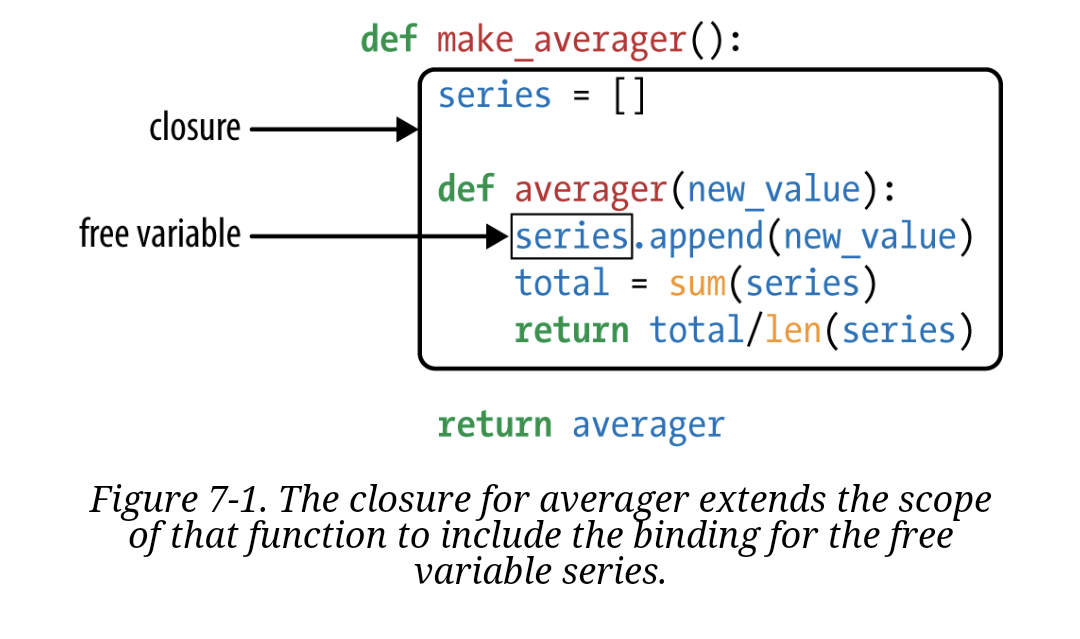 def make_averager():
series = []
closure
def averager(new_value):
free variable
series.append(new_value)
total = sum(series)
return total/len(series)
return averager
Figure 7-1. The closure for averager extends the scope
of that function to include the binding for the free
variable series.